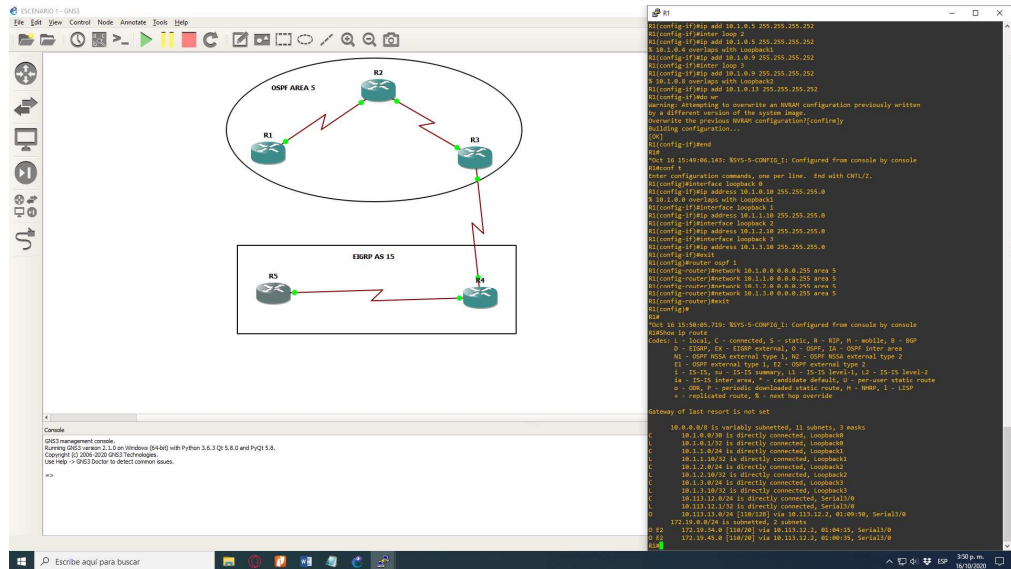 ESCENARIO 1 - GNS3
File Edit View Control Node Annotate Tools Help
OSPF AREA 5
R2
R1
R3
EIGRP AS 15
R5
R4
Console
GNS3 management console.
Running GNS3 version 2.1.0 on Windows (64-bit) with Python 3.6.3 Qt 5.8.0 and PyQt 5.8.
Copyright (c) 2006-2020 GNS3 Technologies.
Use Help -> GNS3 Doctor to detect common issues.
=>
R1
R1(config-if)#ip add 10.1.0.5 255.255.255.252
R1(config-if)#inter loop 2
R1(config-if)#ip add 10.1.0.5 255.255.255.252
% 10.1.0.4 overlaps with Loopback1
R1(config-if)#ip add 10.1.0.9 255.255.255.252
R1(config-if)#inter loop 3
R1(config-if)#ip add 10.1.0.9 255.255.255.252
% 10.1.0.8 overlaps with Loopback2
R1(config-if)#ip add 10.1.0.13 255.255.255.252
R1(config-if)#do wr
Warning: Attempting to overwrite an NVRAM configuration previously written
by a different version of the system image.
Overwrite the previous NVRAM configuration?[confirm]y
Building configuration...
[OK]
R1(config-if)#end
R1#
*Oct 16 15:49:06.143: %SYS-5-CONFIG_I: Configured from console by console
R1#conf t
Enter configuration commands, one per line.  End with CNTL/Z.
R1(config)#interface loopback 0
R1(config-if)#ip address 10.1.0.10 255.255.255.0
% 10.1.0.0 overlaps with Loopback1
R1(config-if)#interface loopback 1
R1(config-if)#ip address 10.1.1.10 255.255.255.0
R1(config-if)#interface loopback 2
R1(config-if)#ip address 10.1.2.10 255.255.255.0
R1(config-if)#interface loopback 3
R1(config-if)#ip address 10.1.3.10 255.255.255.0
R1(config-if)#exit
R1(config)#router ospf 1
R1(config-router)#network 10.1.0.0 0.0.0.255 area 5
R1(config-router)#network 10.1.1.0 0.0.0.255 area 5
R1(config-router)#network 10.1.2.0 0.0.0.255 area 5
R1(config-router)#network 10.1.3.0 0.0.0.255 area 5
R1(config-router)#exit
R1(config)#
R1#
*Oct 16 15:50:05.719: %SYS-5-CONFIG_I: Configured from console by console
R1#Show ip route
Codes: L - local, C - connected, S - static, R - RIP, M - mobile, B - BGP
D - EIGRP, EX - EIGRP external, O - OSPF, IA - OSPF inter area
N1 - OSPF NSSA external type 1, N2 - OSPF NSSA external type 2
E1 - OSPF external type 1, E2 - OSPF external type 2
i - IS-IS, su - IS-IS summary, L1 - IS-IS level-1, L2 - IS-IS level-2
ia - IS-IS inter area, * - candidate default, U - per-user static route
o - ODR, P - periodic downloaded static route, H - NHRP, l - LISP
+ - replicated route, % - next hop override
Gateway of last resort is not set
10.0.0.0/8 is variably subnetted, 11 subnets, 3 masks
C 10.1.0.0/30 is directly connected, Loopback0
L 10.1.0.1/32 is directly connected, Loopback0
C 10.1.1.0/24 is directly connected, Loopback1
L 10.1.1.10/32 is directly connected, Loopback1
C 10.1.2.0/24 is directly connected, Loopback2
L 10.1.2.10/32 is directly connected, Loopback2
C 10.1.3.0/24 is directly connected, Loopback3
L 10.1.3.10/32 is directly connected, Loopback3
C 10.113.12.0/24 is directly connected, Serial3/0
L 10.113.12.1/32 is directly connected, Serial3/0
O 10.113.13.0/24 [110/128] via 10.113.12.2, 01:09:50, Serial3/0
172.19.0.0/24 is subnetted, 2 subnets
O E2 172.19.34.0 [110/20] via 10.113.12.2, 01:04:15, Serial3/0
O E2 172.19.45.0 [110/20] via 10.113.12.2, 01:00:35, Serial3/0
R1#
Escribe aquí para buscar
ESP
3:50 p. m.
16/10/2020